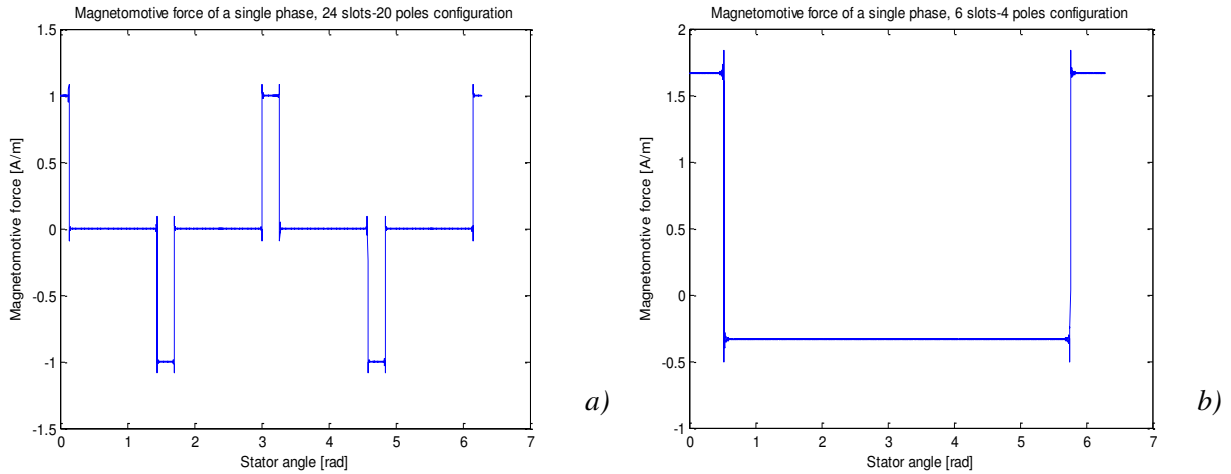 Magnetomotive force of a single phase, 24 slots-20 poles configuration
1.5
1
0.5
0
-0.5
-1
-1.5
Magnetomotive force [A/m]
0 1 2 3 4 5 6 7
Stator angle [rad]
a)
Magnetomotive force of a single phase, 6 slots-4 poles configuration
2
1.5
1
0.5
0
-0.5
-1
Magnetomotive force [A/m]
0 1 2 3 4 5 6 7
Stator angle [rad]
b)